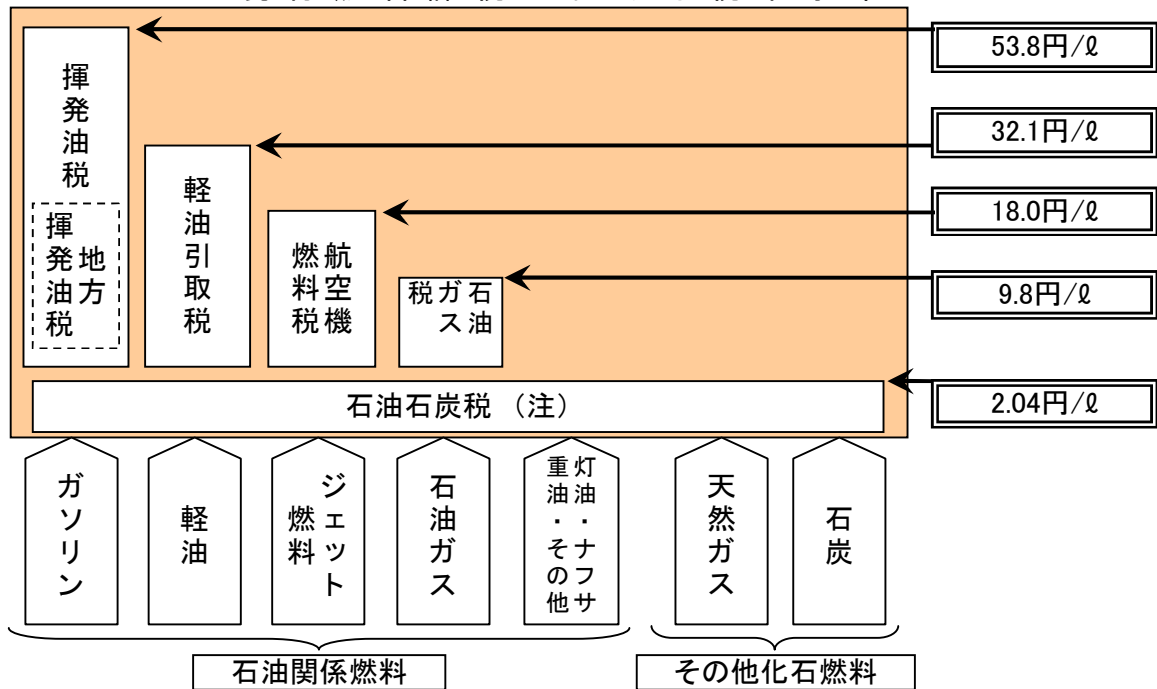 揮発油税
地方揮発油税
軽油引取税
航空機燃料税
石油ガス税
53.8円/ℓ
32.1円/ℓ
18.0円/ℓ
9.8円/ℓ
2.04円/ℓ
石油石炭税 （注）
ガソリン
軽油
ジェット燃料
石油ガス
灯油・ナフサ
重油・その他
天然ガス
石炭
石油関係燃料
その他化石燃料